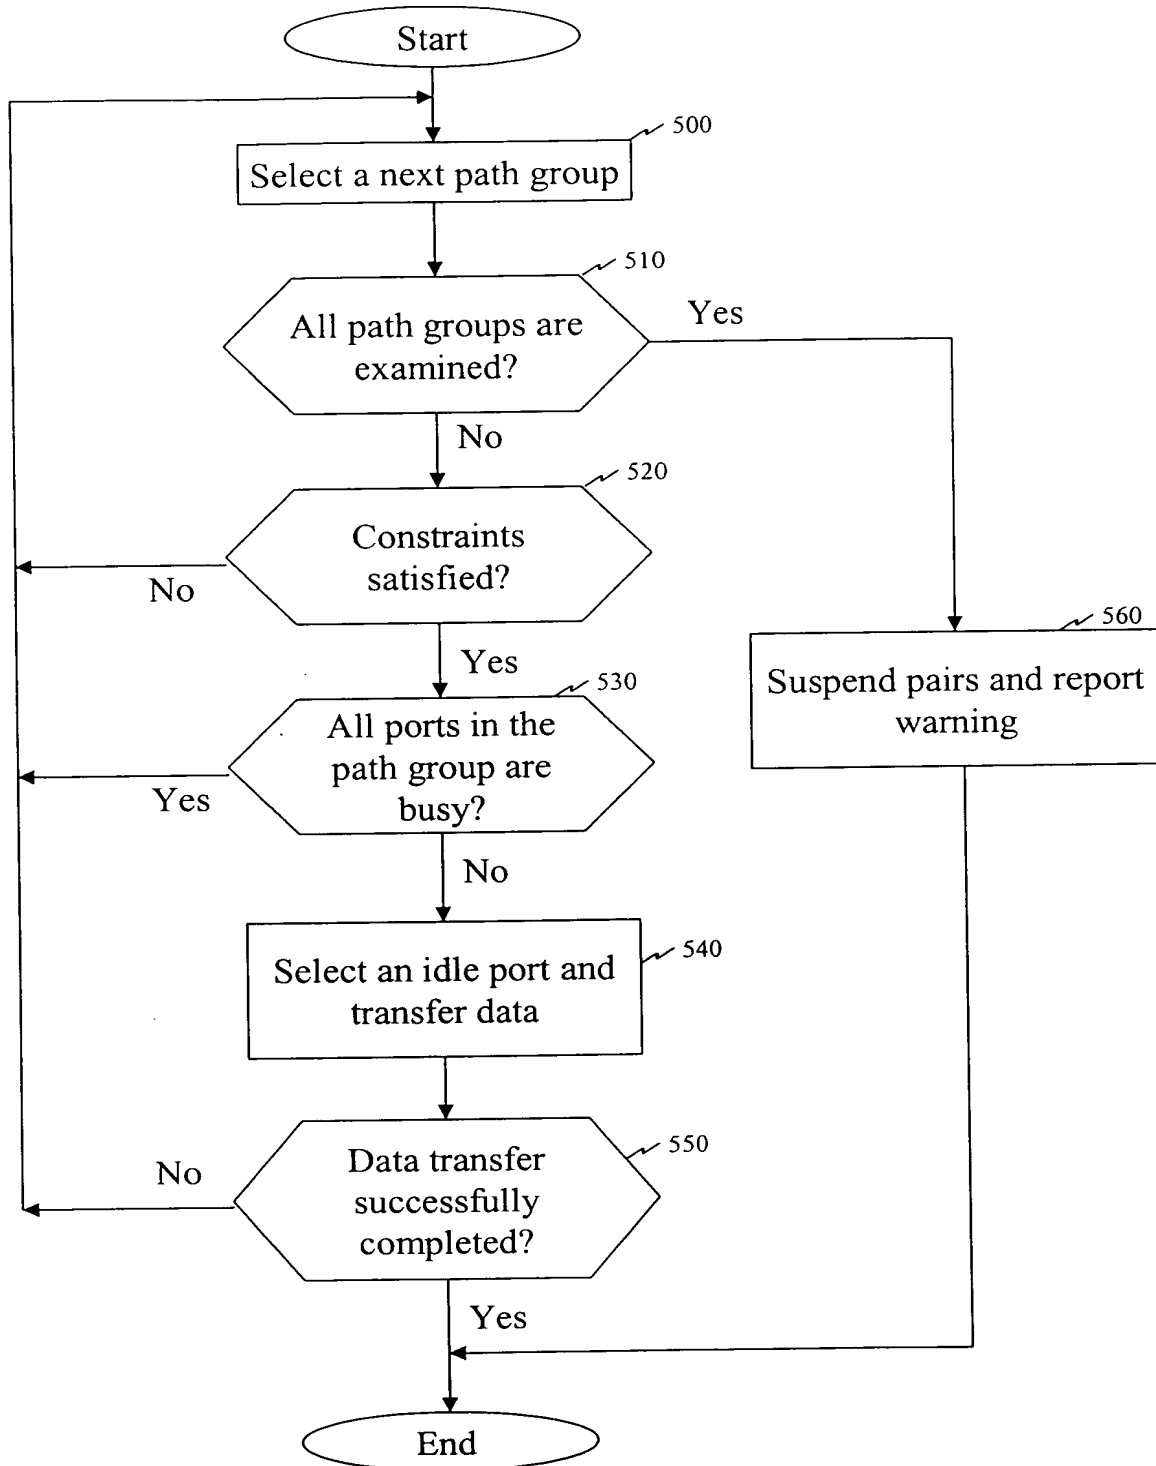 Start
500
Select a next path group
510
All path groups are
examined?
Yes
No
520
Constraints
satisfied?
No
Yes
560
Suspend pairs and report
warning
530
All ports in the
path group are
busy?
Yes
No
540
Select an idle port and
transfer data
550
Data transfer
successfully
completed?
No
Yes
End